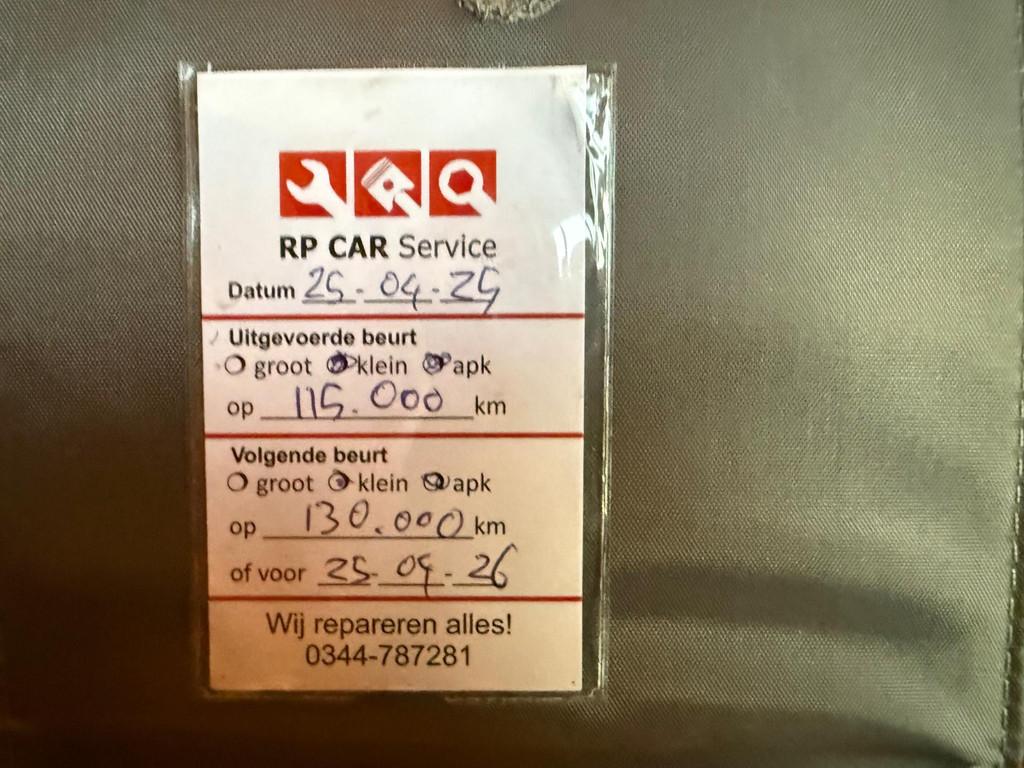 RP CAR Service
Datum 25-04-25
Uitgevoerde beurt
groot klein apk
op 115.000 km
Volgende beurt
groot klein apk
op 130.000 km
of voor 25-04-26
Wij repareren alles!
0344-787281